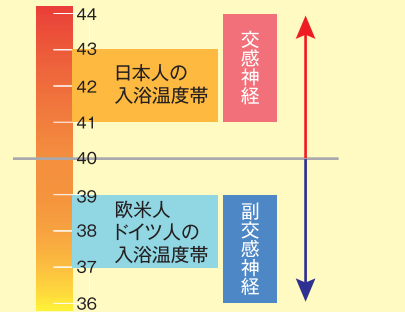 44
43
42
41
40
39
38
37
36
日本人の
入浴温度帯
交感神経
欧米人
ドイツ人の
入浴温度帯
副交感神経